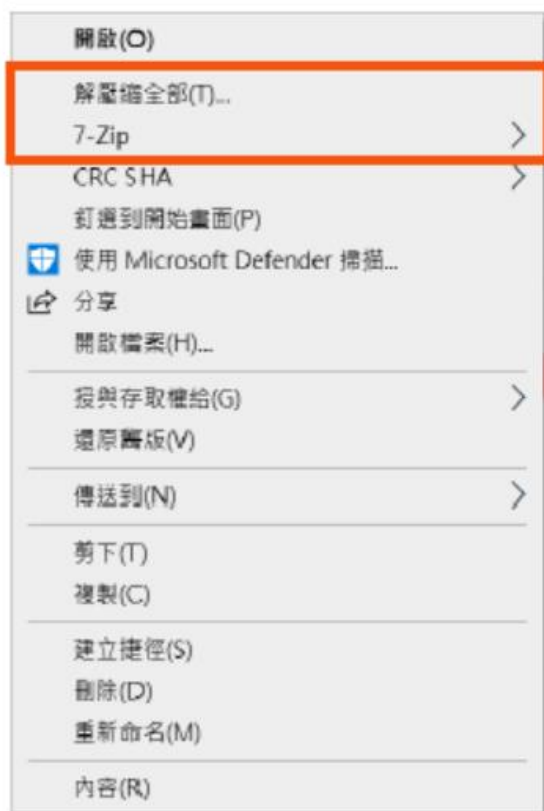 開啟(O)
解壓縮全部(T)...
7-Zip
CRC SHA
釘選到開始畫面(P)
使用 Microsoft Defender 掃描...
分享
開啟檔案(H)...
授與存取權給(G)
還原舊版(V)
傳送到(N)
剪下(T)
複製(C)
建立捷徑(S)
刪除(D)
重新命名(M)
內容(R)